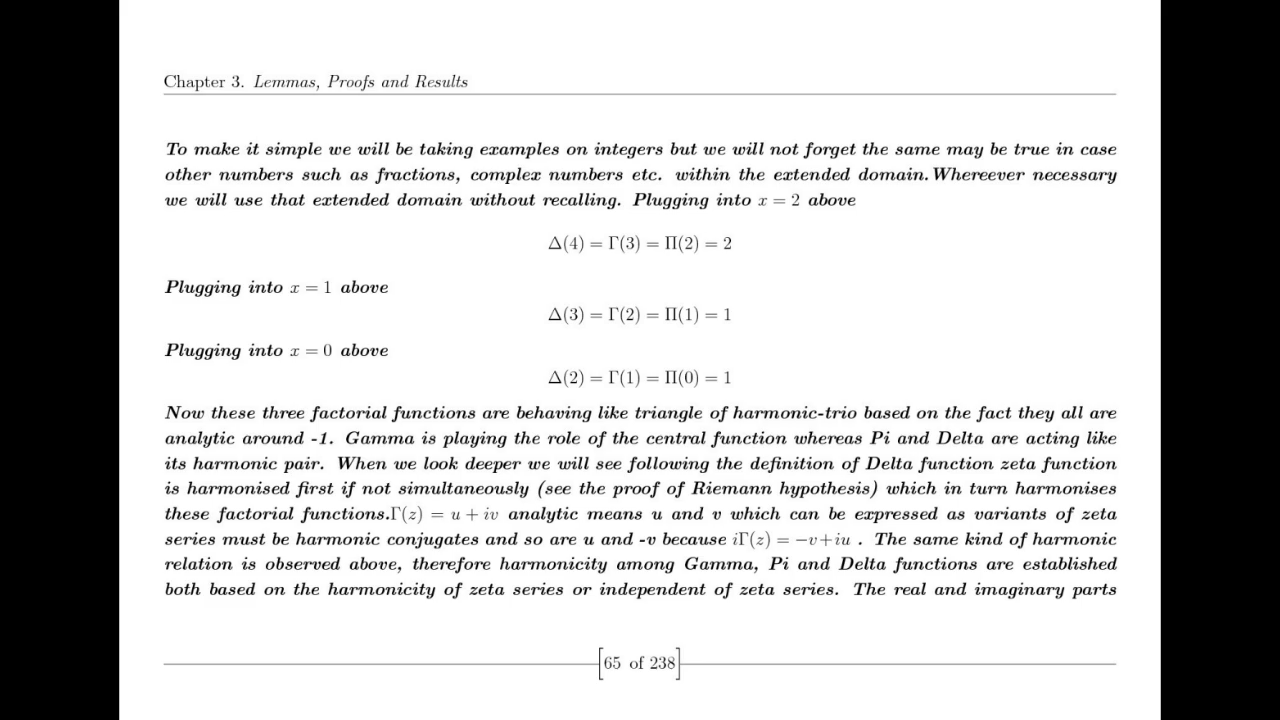 Chapter 3. Lemmas, Proofs and Results
To make it simple we will be taking examples on integers but we will not forget the same may be true in case
other numbers such as fractions, complex numbers etc. within the extended domain.Whereever necessary
we will use that extended domain without recalling. Plugging into x = 2 above
Δ(4) = Γ(3) = Π(2) = 2
Plugging into x = 1 above
Δ(3) = Γ(2) = Π(1) = 1
Plugging into x = 0 above
Δ(2) = Γ(1) = Π(0) = 1
Now these three factorial functions are behaving like triangle of harmonic-trio based on the fact they all are
analytic around -1. Gamma is playing the role of the central function whereas Pi and Delta are acting like
its harmonic pair. When we look deeper we will see following the definition of Delta function zeta function
is harmonised first if not simultaneously (see the proof of Riemann hypothesis) which in turn harmonises
these factorial functions.Γ(z) = u + iv analytic means u and v which can be expressed as variants of zeta
series must be harmonic conjugates and so are u and -v because iΓ(z) = −v+iu . The same kind of harmonic
relation is observed above, therefore harmonicity among Gamma, Pi and Delta functions are established
both based on the harmonicity of zeta series or independent of zeta series. The real and imaginary parts
[65 of 238]